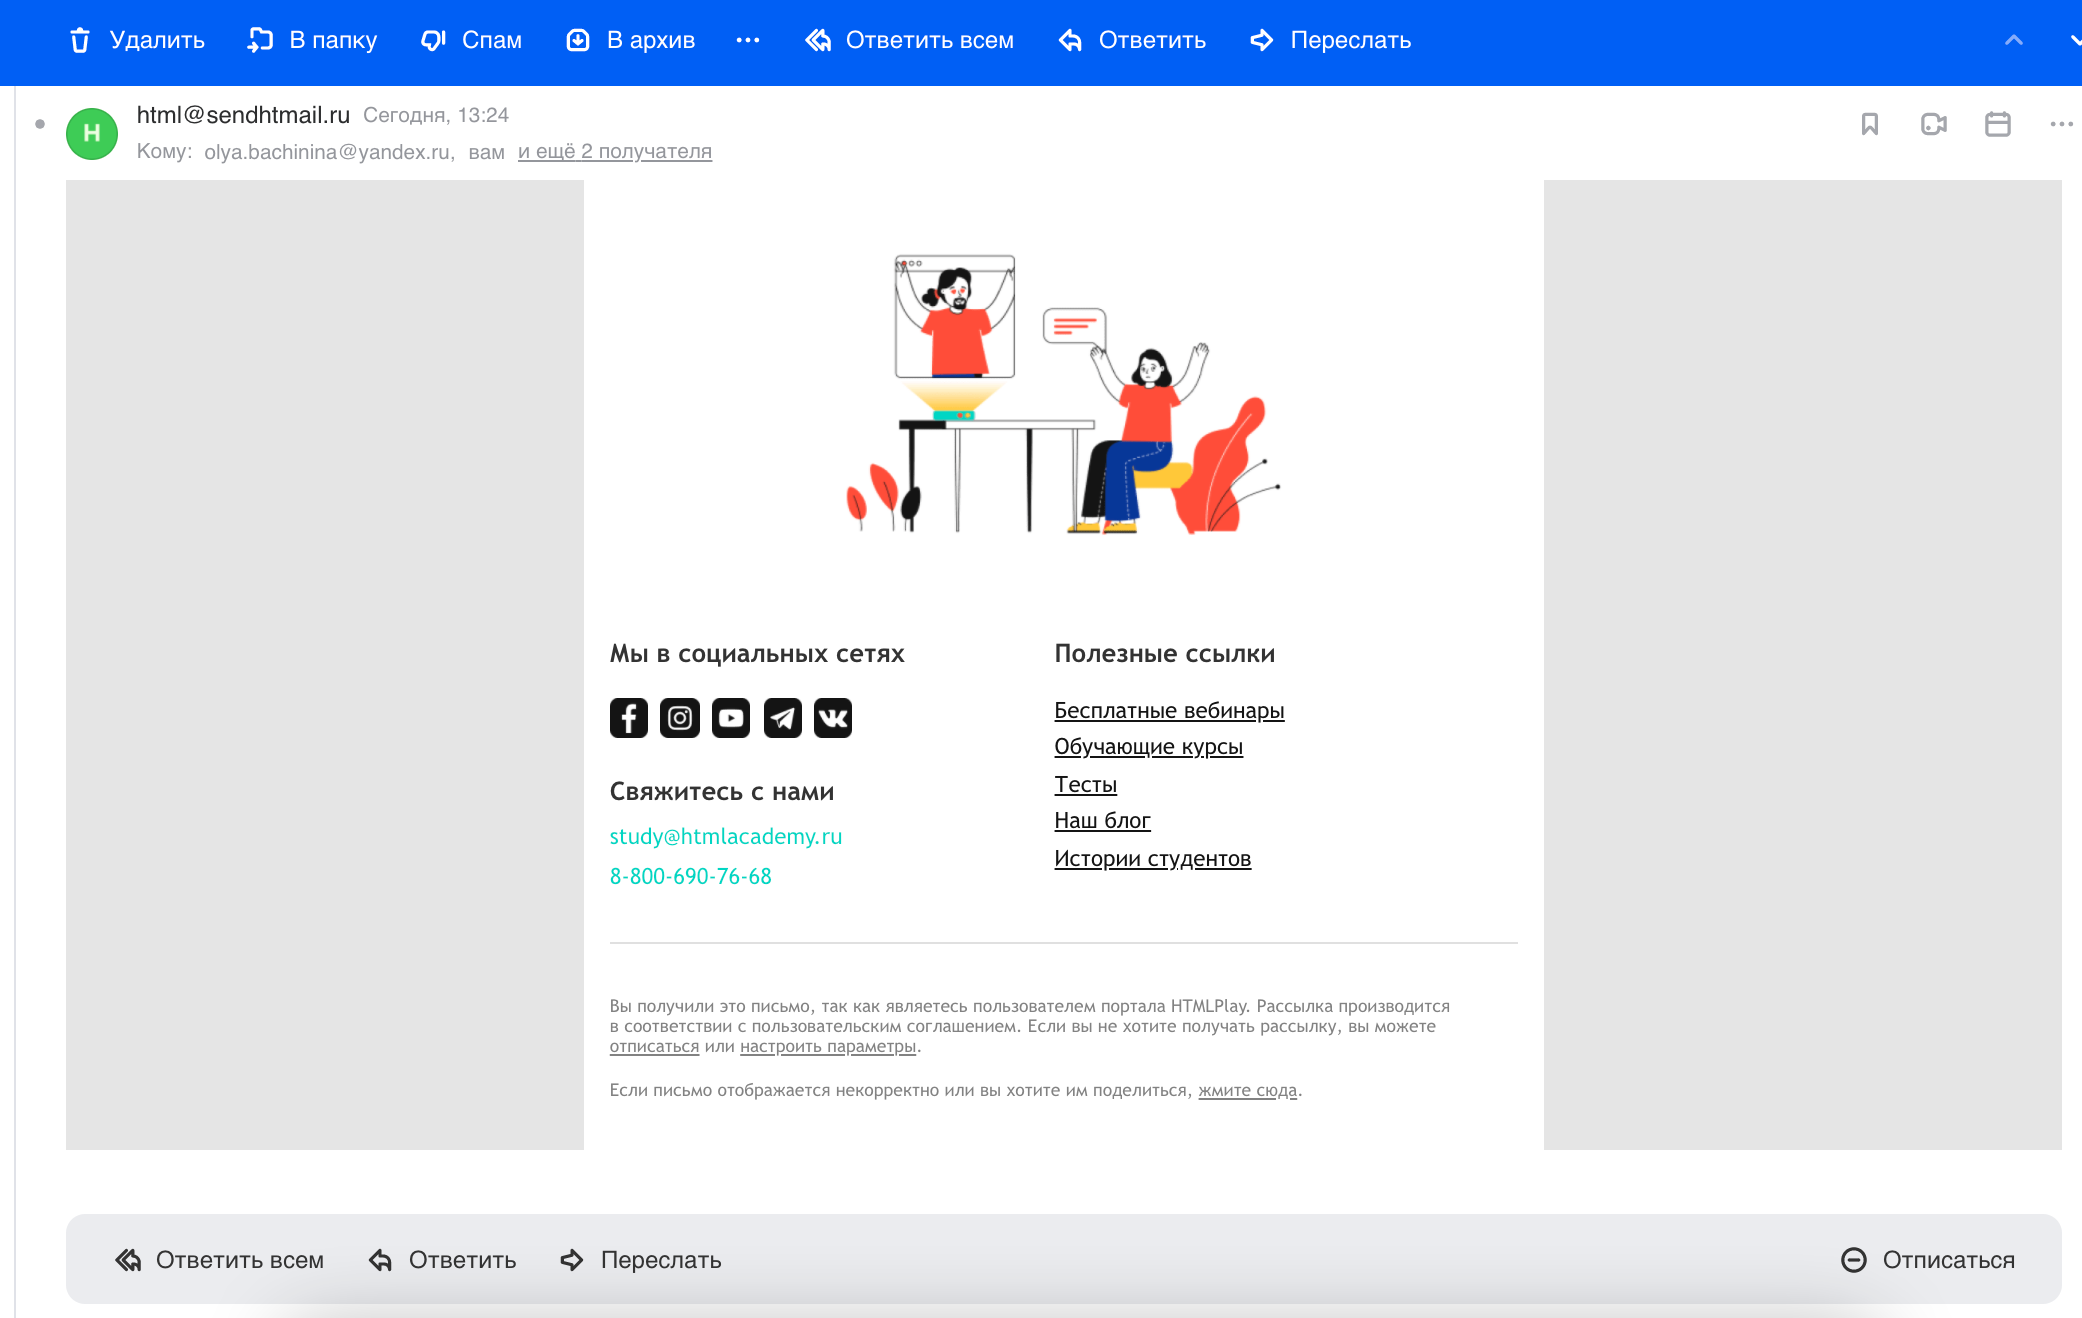 Удалить В папку Спам В архив Ответить всем Ответить Переслать
H
html@sendhtmail.ru Сегодня, 13:24
Кому: olya.bachinina@yandex.ru, вам и ещё 2 получателя
Мы в социальных сетях
Свяжитесь с нами
study@htmlacademy.ru
8-800-690-76-68
Полезные ссылки
Бесплатные вебинары
Обучающие курсы
Тесты
Наш блог
Истории студентов
Вы получили это письмо, так как являетесь пользователем портала HTMLPlay. Рассылка производится
в соответствии с пользовательским соглашением. Если вы не хотите получать рассылку, вы можете
отписаться или настроить параметры.
Если письмо отображается некорректно или вы хотите им поделиться, жмите сюда.
Ответить всем Ответить Переслать Отписаться